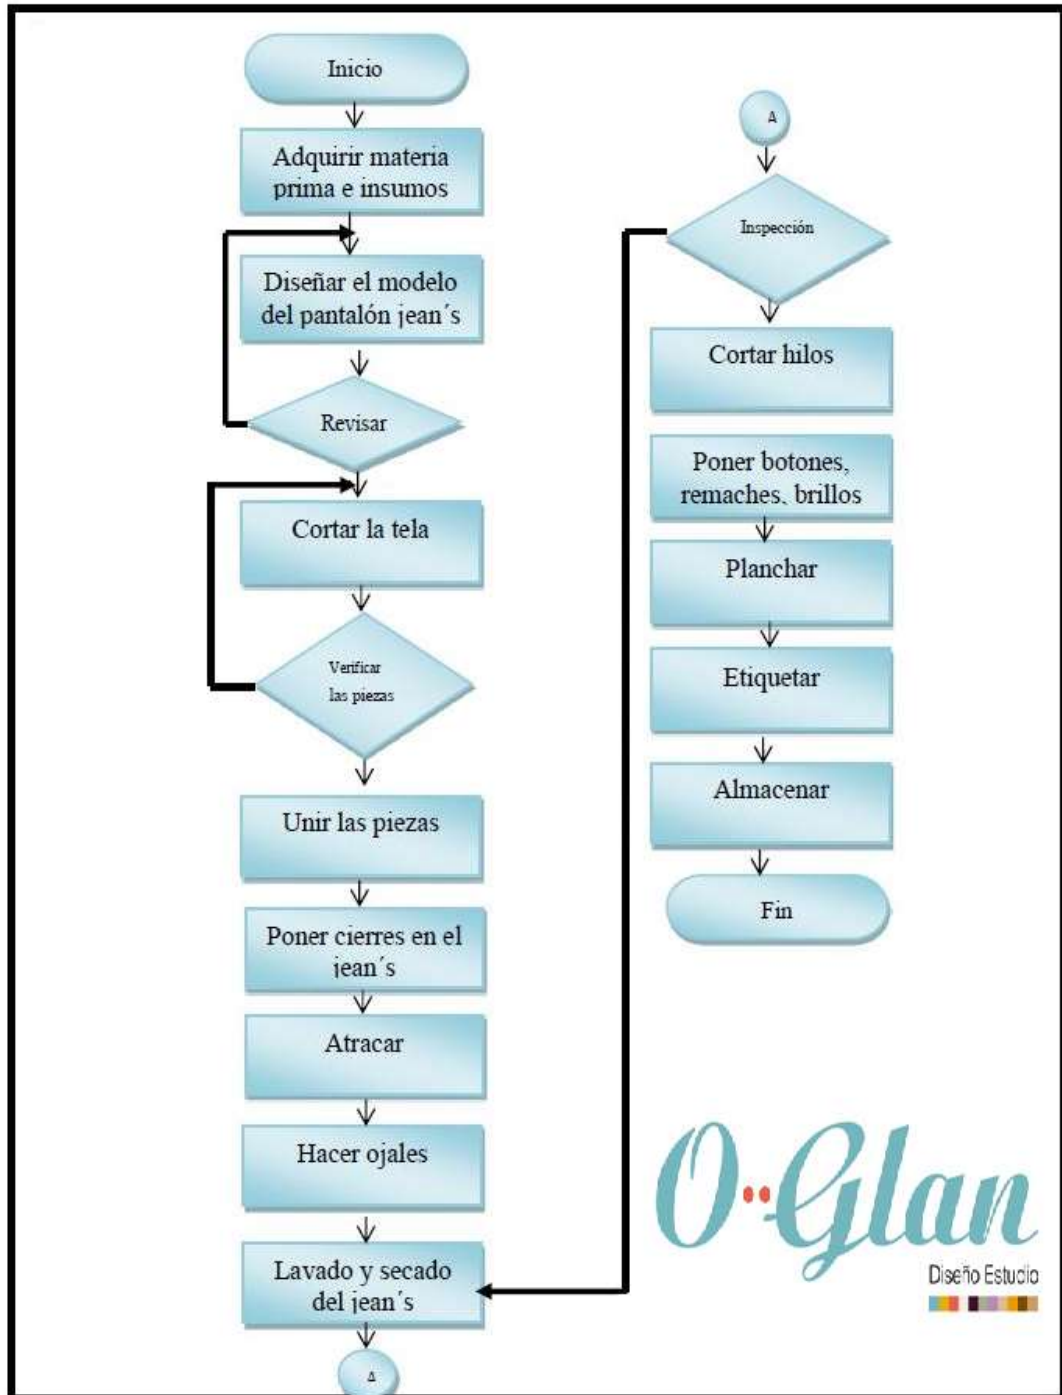 Inicio
Adquirir materia
prima e insumos
Diseñar el modelo
del pantalón jean´s
Revisar
Cortar la tela
Verificar
las piezas
Unir las piezas
Poner cierres en el
jean´s
Atracar
Hacer ojales
Lavado y secado
del jean´s
A
A
Inspección
Cortar hilos
Poner botones,
remaches, brillos
Planchar
Etiquetar
Almacenar
Fin
O··Glan
Diseño Estudio